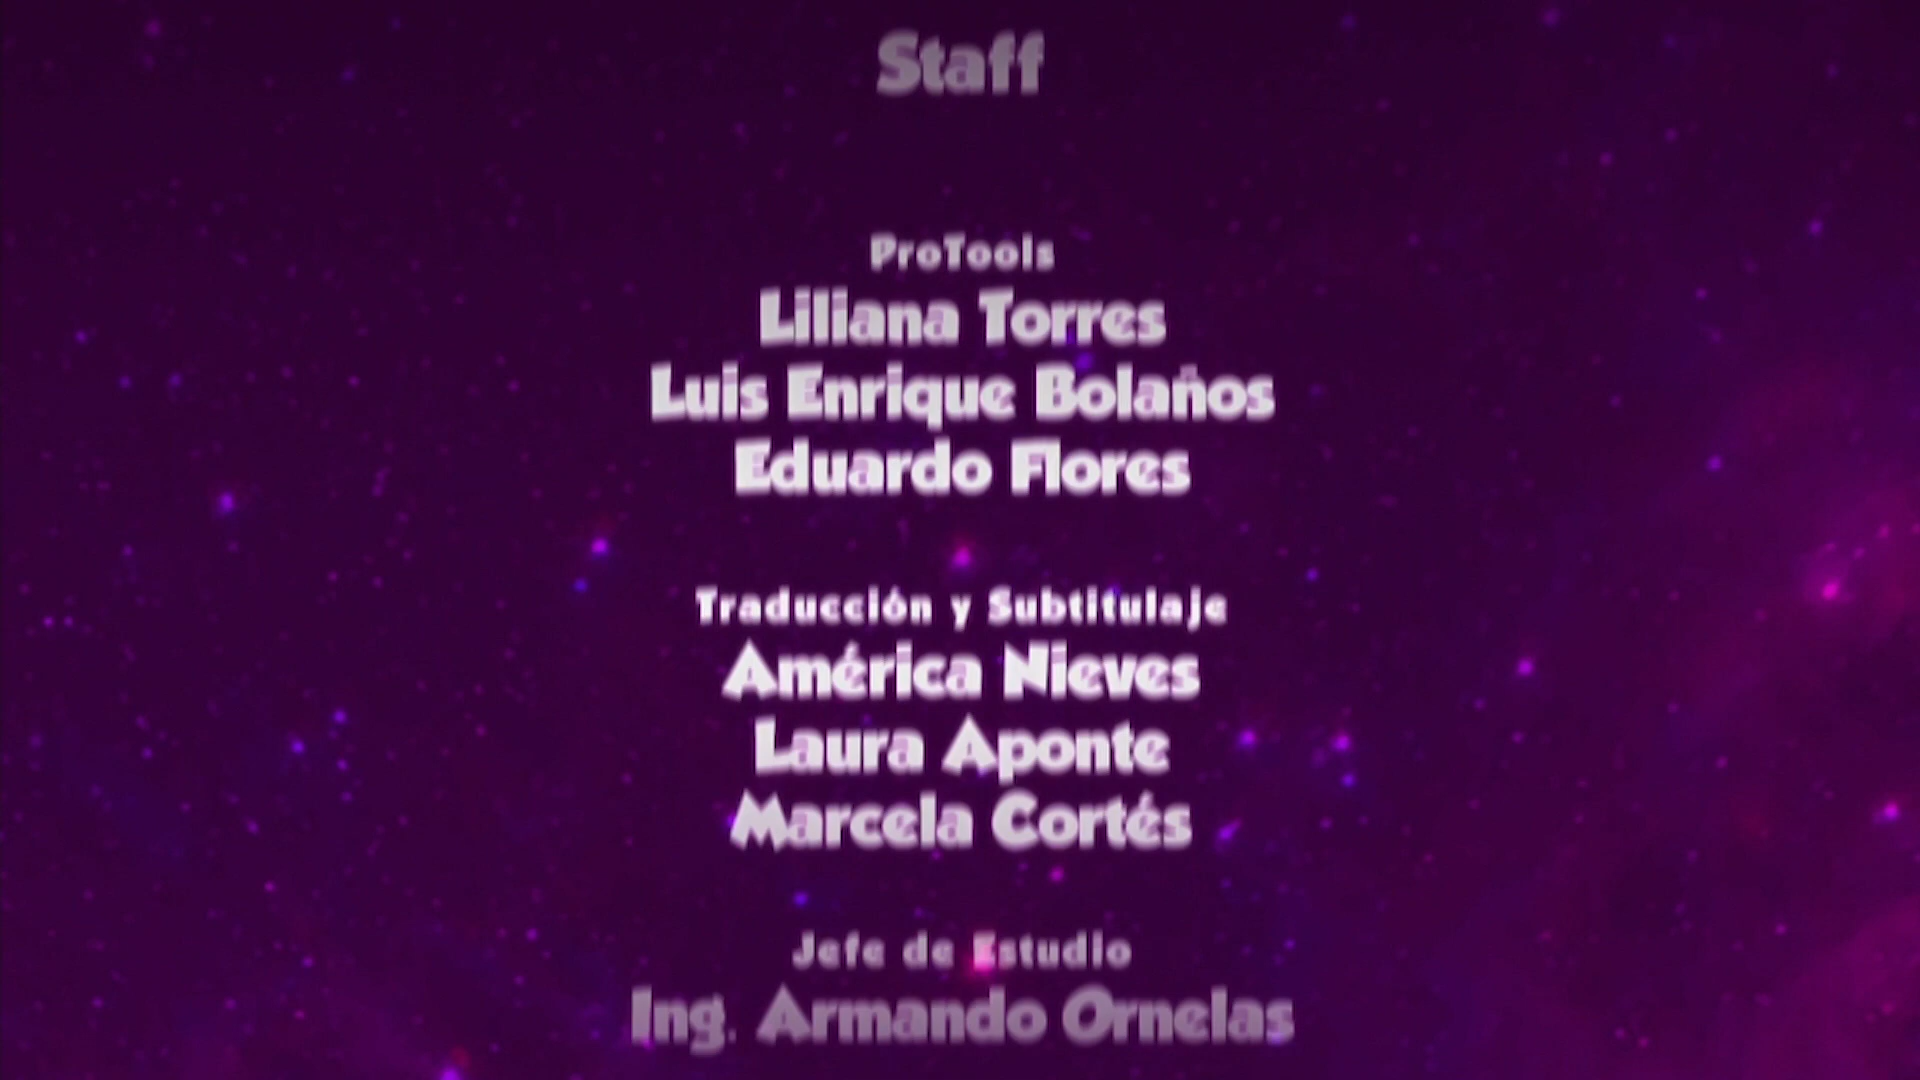 Staff
ProTools
Liliana Torres
Luis Enrique Bolaños
Eduardo Flores
Traducción y Subtitulaje
América Nieves
Laura Aponte
Marcela Cortés
Jefe de Estudio
Ing. Armando Ornelas